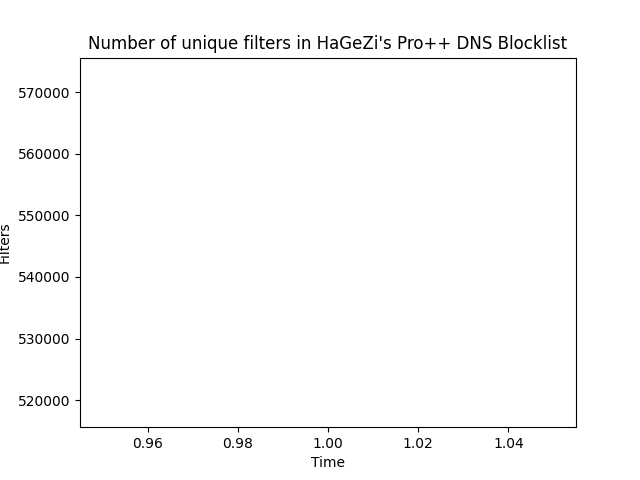 Number of unique filters in HaGeZi's Pro++ DNS Blocklist
570000
560000
550000
540000
530000
520000
Filters
0.96 0.98 1.00 1.02 1.04
Time